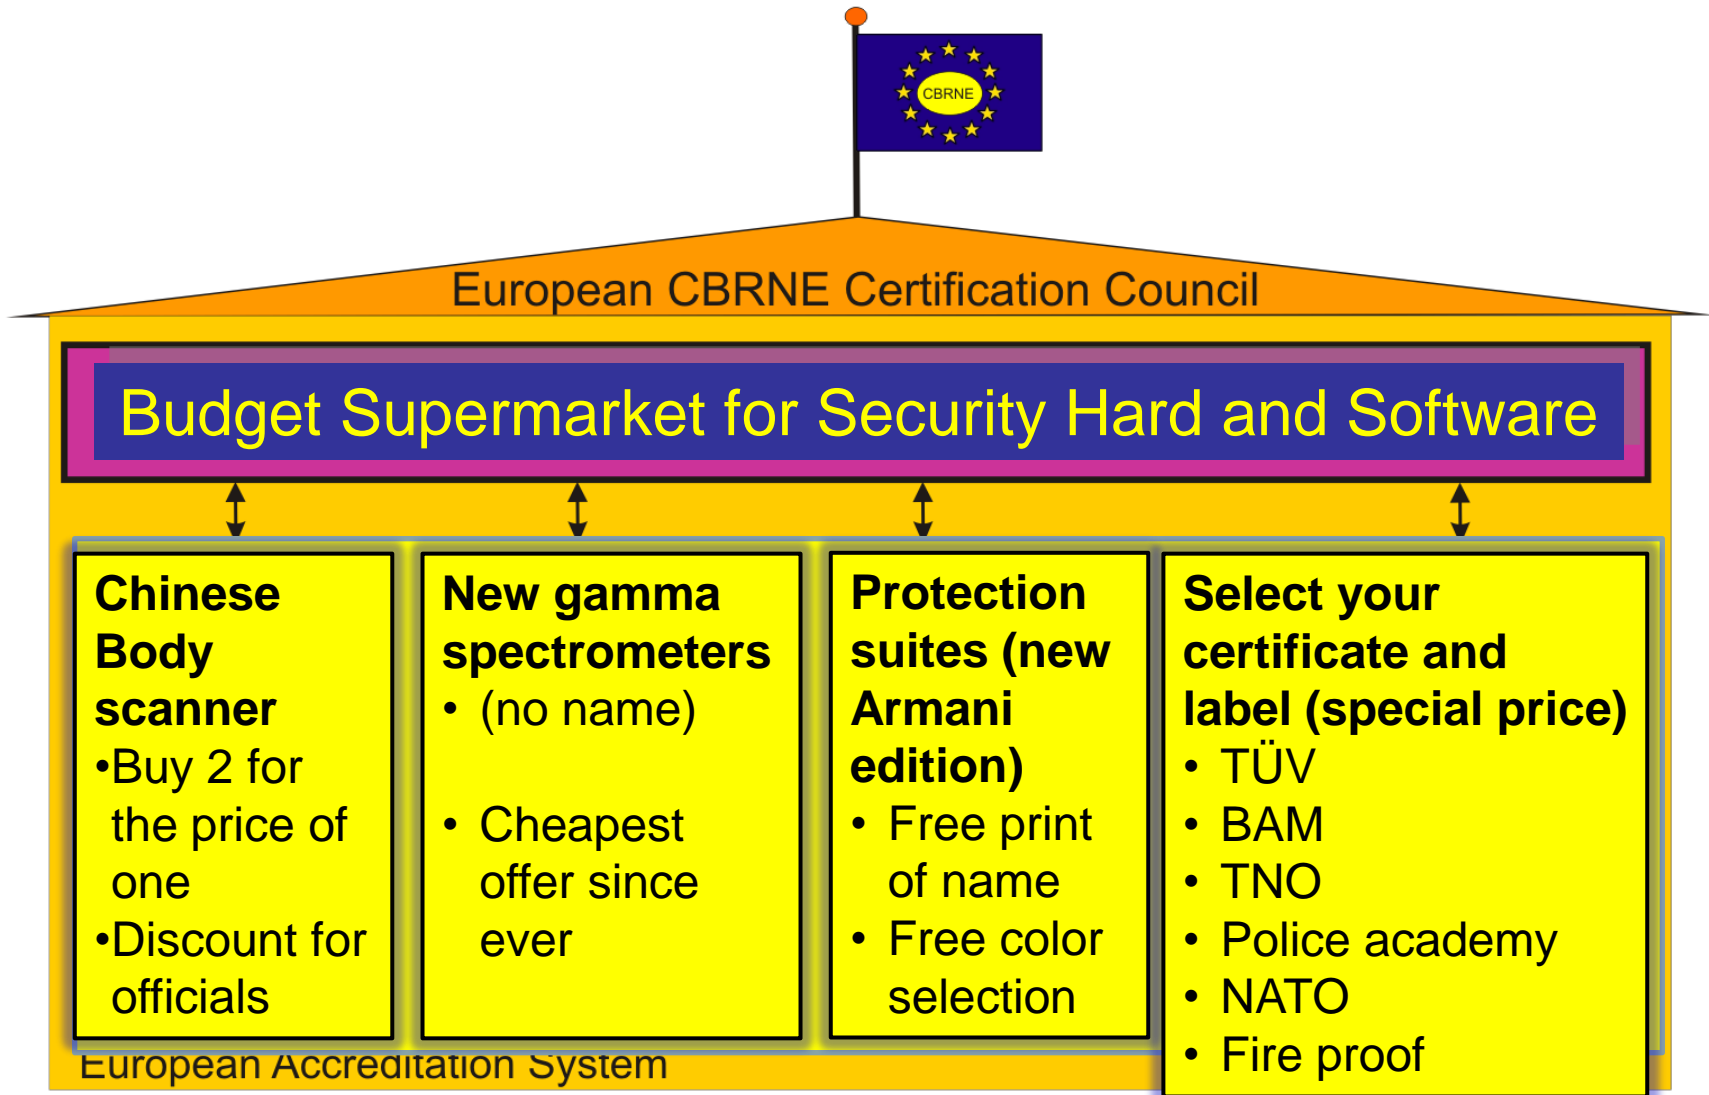 CBRNE
European CBRNE Certification Council
Budget Supermarket for Security Hard and Software
Chinese
Body
scanner
•Buy 2 for
the price of
one
•Discount for
officials
New gamma
spectrometers
• (no name)
• Cheapest
offer since
ever
Protection
suites (new
Armani
edition)
• Free print
of name
• Free color
selection
Select your
certificate and
label (special price)
• TÜV
• BAM
• TNO
• Police academy
• NATO
• Fire proof
European Accreditation System